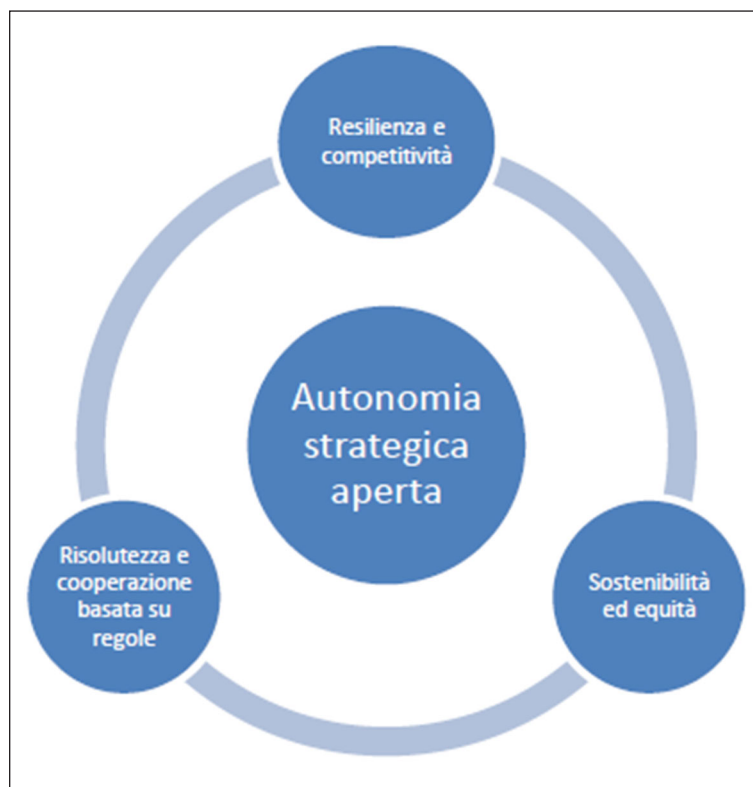 Resilienza e
competitività
Autonomia
strategica
aperta
Risolutezza e
cooperazione
basata su
regole
Sostenibilità
ed equità